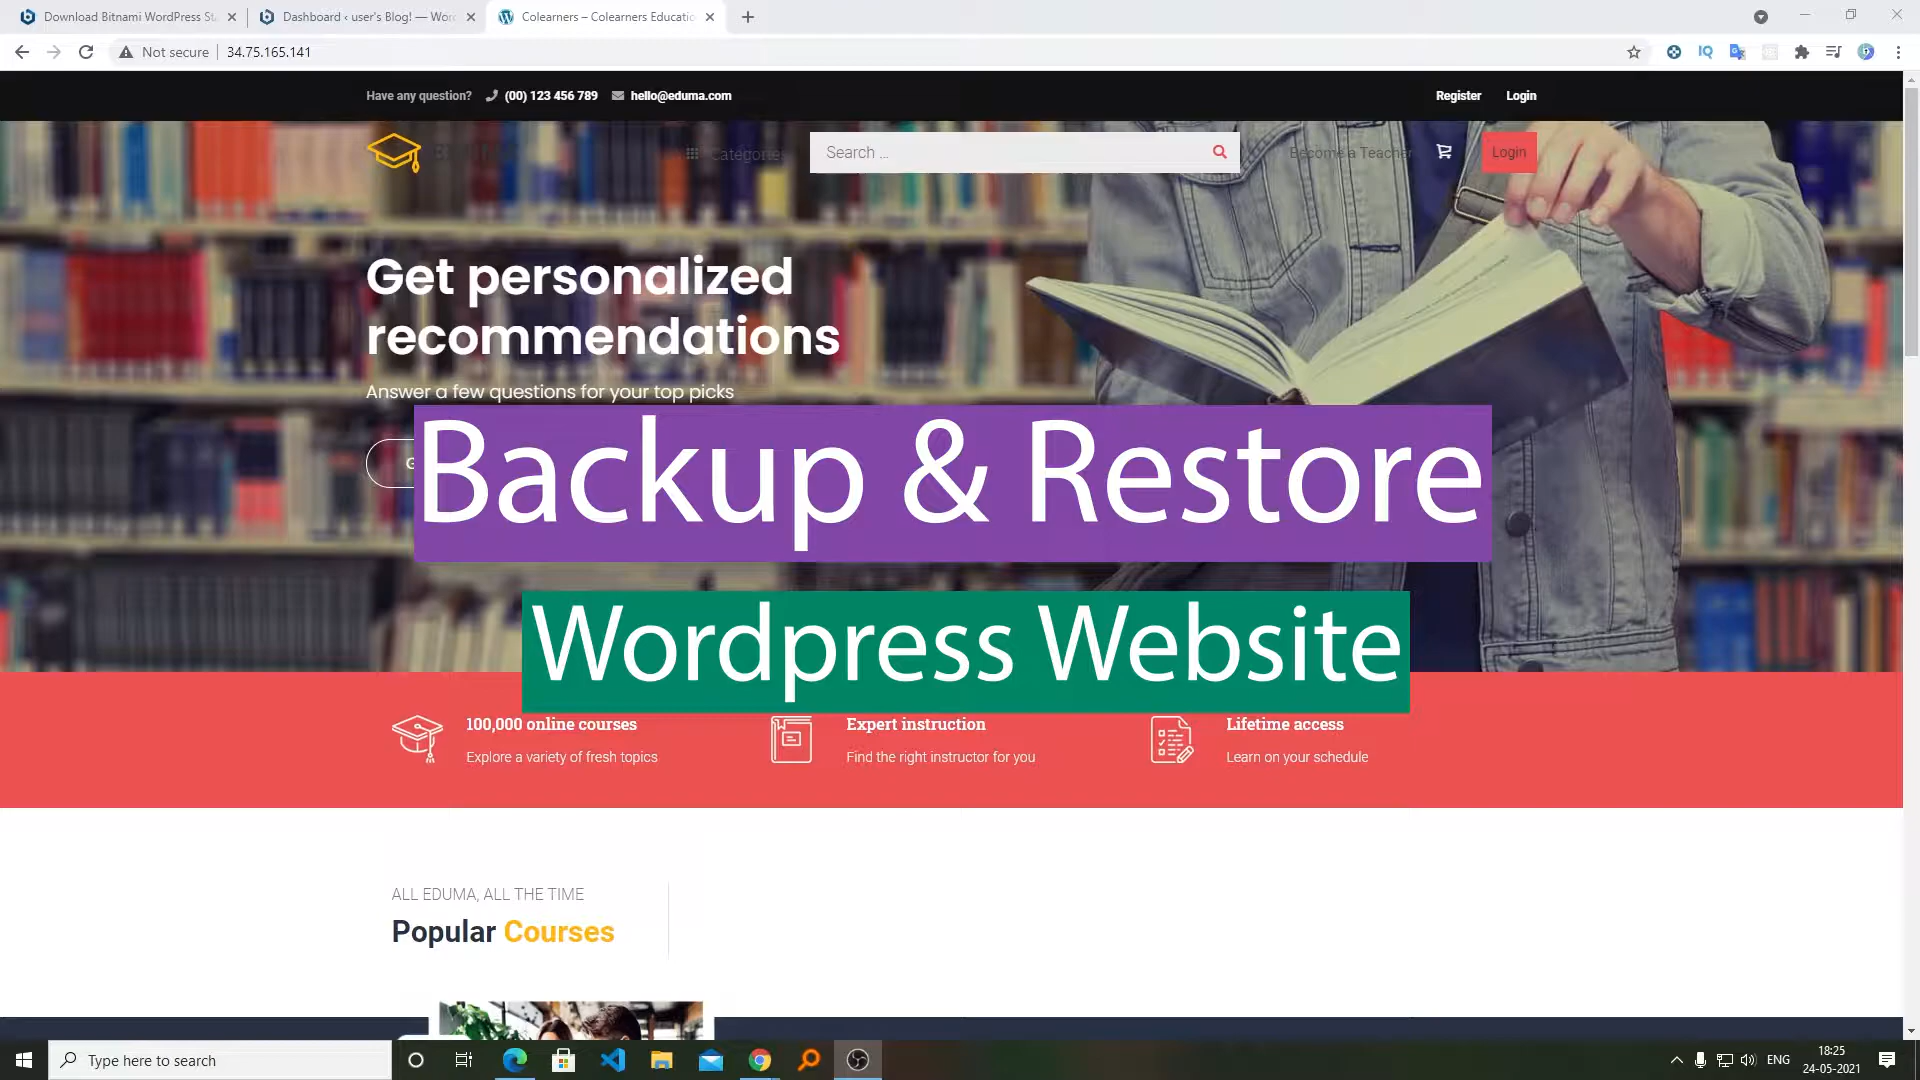 Download Bitnami WordPress St
Dashboard ‹ user's Blog! — Wor
Colearners – Colearners Educatio
Not secure
34.75.165.141
Have any question?
(00) 123 456 789
hello@eduma.com
Register
Login
Categories
Search ...
Become a Teacher
Login
Get personalized
recommendations
Answer a few questions for your top picks
G
Backup & Restore
Wordpress Website
100,000 online courses
Explore a variety of fresh topics
Expert instruction
Find the right instructor for you
Lifetime access
Learn on your schedule
ALL EDUMA, ALL THE TIME
Popular Courses
Type here to search
ENG
18:25
24-05-2021